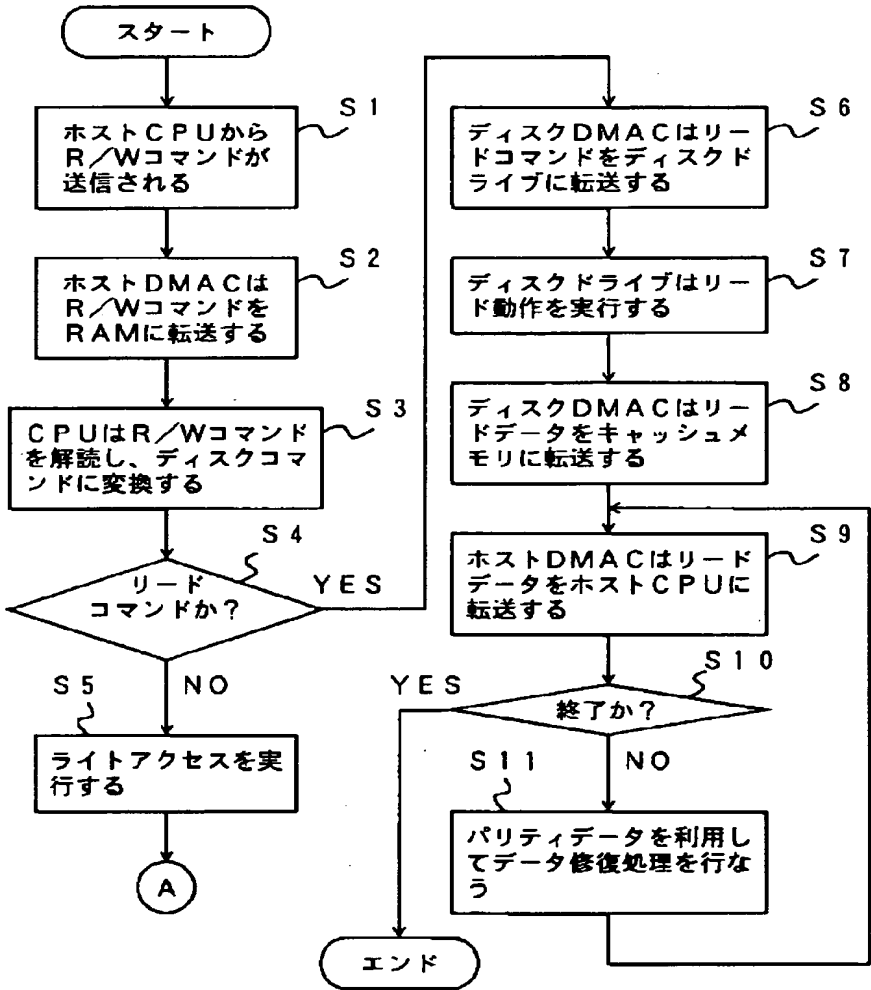 スタート
S1
ホストCPUから
R／Wコマンドが
送信される
S2
ホストDMACは
R／Wコマンドを
RAMに転送する
S3
CPUはR／Wコマンド
を解読し、ディスクコマ
ンドに変換する
S4
リード
コマンドか？
YES
NO
S5
ライトアクセスを実
行する
A
S6
ディスクDMACはリー
ドコマンドをディスクド
ライブに転送する
S7
ディスクドライブはリー
ド動作を実行する
S8
ディスクDMACはリー
ドデータをキャッシュメ
モリに転送する
S9
ホストDMACはリード
データをホストCPUに
転送する
S10
終了か？
YES
NO
S11
パリティデータを利用し
てデータ修復処理を行な
う
エンド